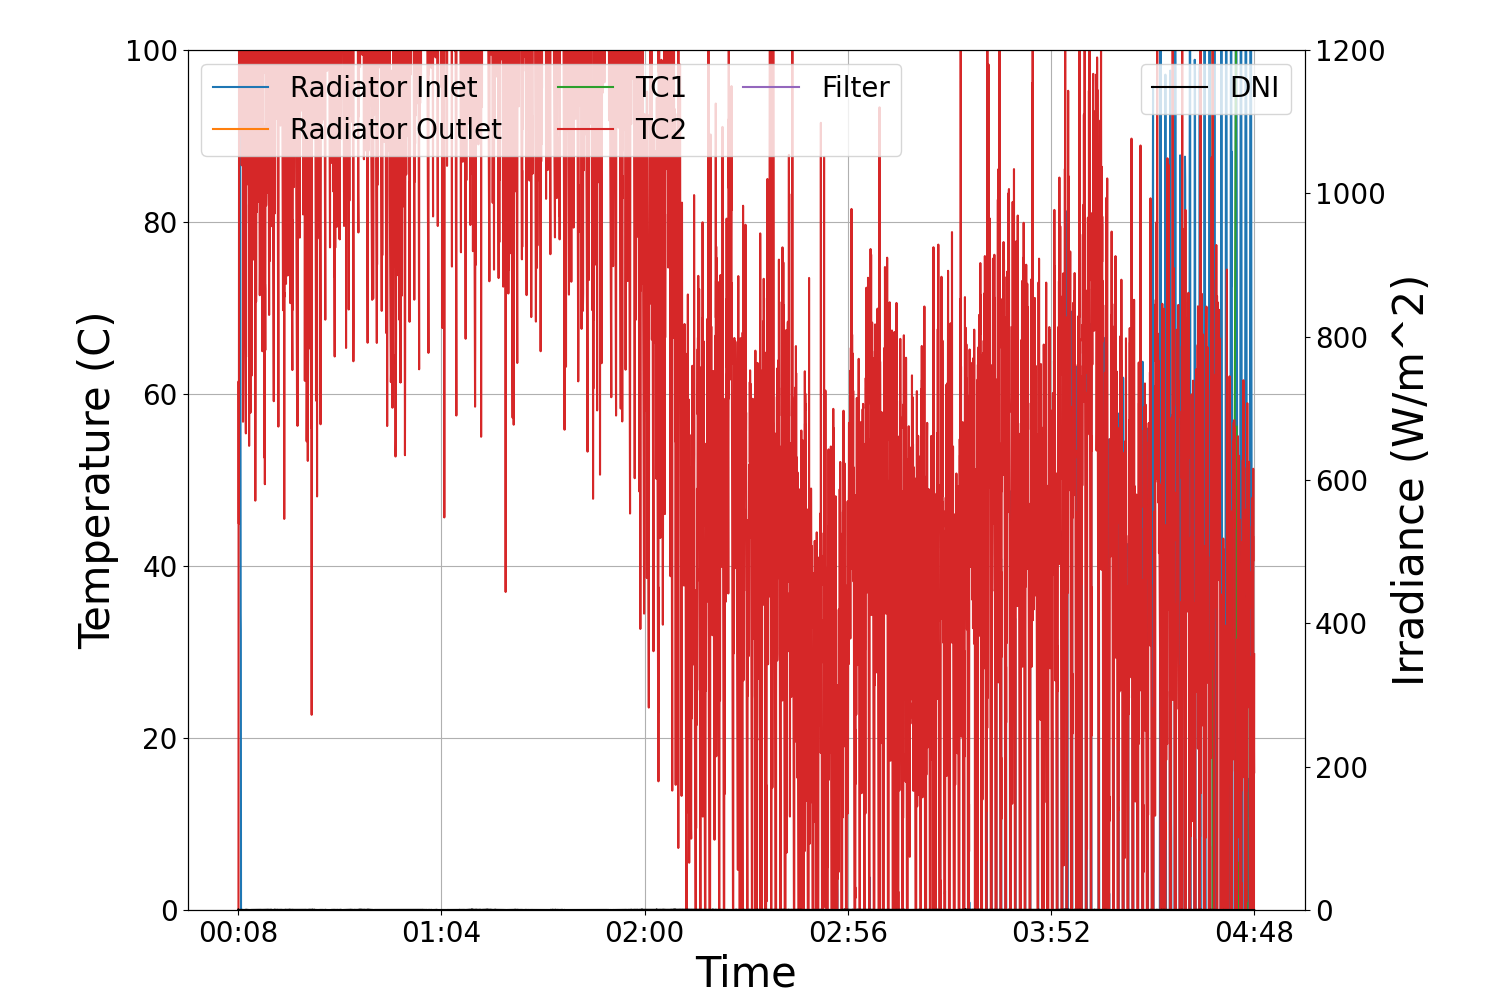 100
80
60
40
20
0
Temperature (C)
Radiator Inlet
Radiator Outlet
TC1
TC2
Filter
DNI
1200
1000
800
600
400
200
0
Irradiance (W/m^2)
00:08 01:04 02:00 02:56 03:52 04:48
Time